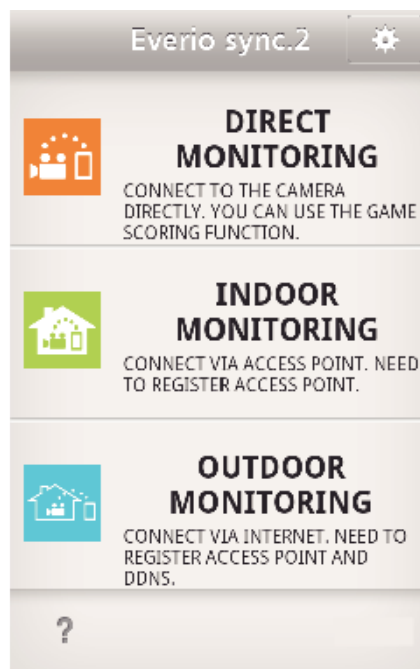 Everio sync.2
DIRECT
MONITORING
CONNECT TO THE CAMERA
DIRECTLY. YOU CAN USE THE GAME
SCORING FUNCTION.
INDOOR
MONITORING
CONNECT VIA ACCESS POINT. NEED
TO REGISTER ACCESS POINT.
OUTDOOR
MONITORING
CONNECT VIA INTERNET. NEED TO
REGISTER ACCESS POINT AND
DDNS.
?